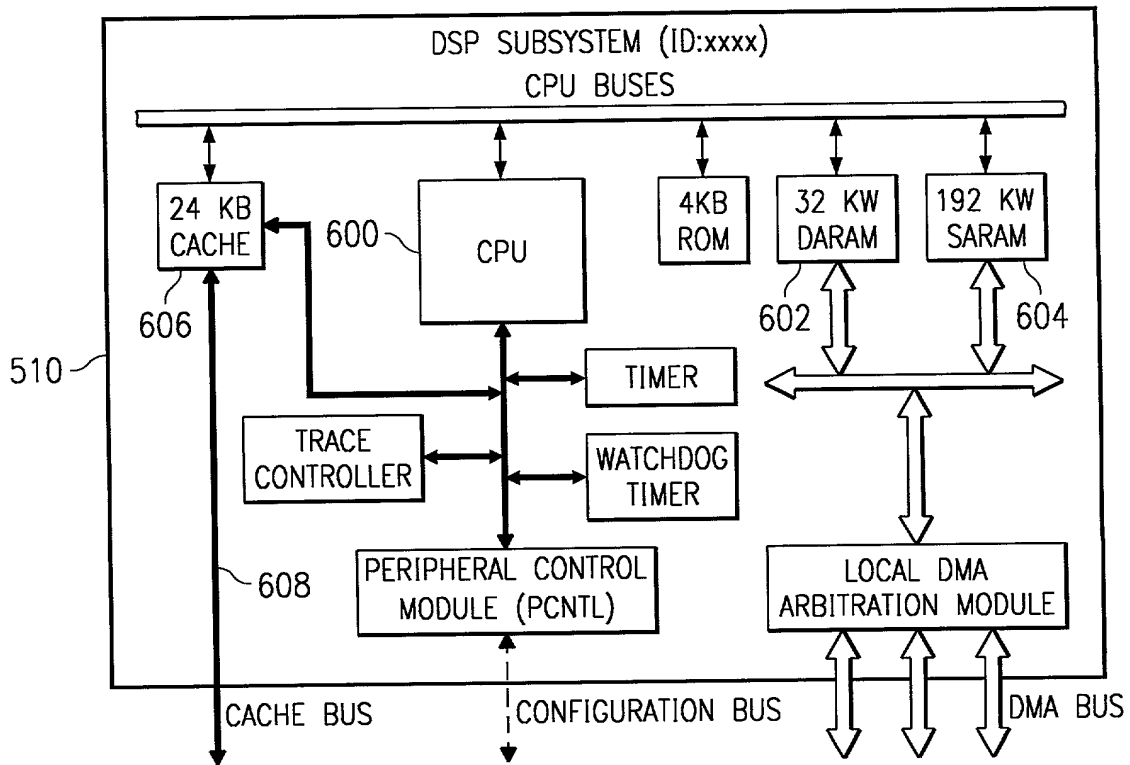 DSP SUBSYSTEM (ID:xxxx)
CPU BUSES
24 KB
CACHE
606
600
CPU
4KB
ROM
32 KW
DARAM
602
192 KW
SARAM
604
510
TIMER
TRACE
CONTROLLER
WATCHDOG
TIMER
608
PERIPHERAL CONTROL
MODULE (PCNTL)
LOCAL DMA
ARBITRATION MODULE
CACHE BUS
CONFIGURATION BUS
DMA BUS